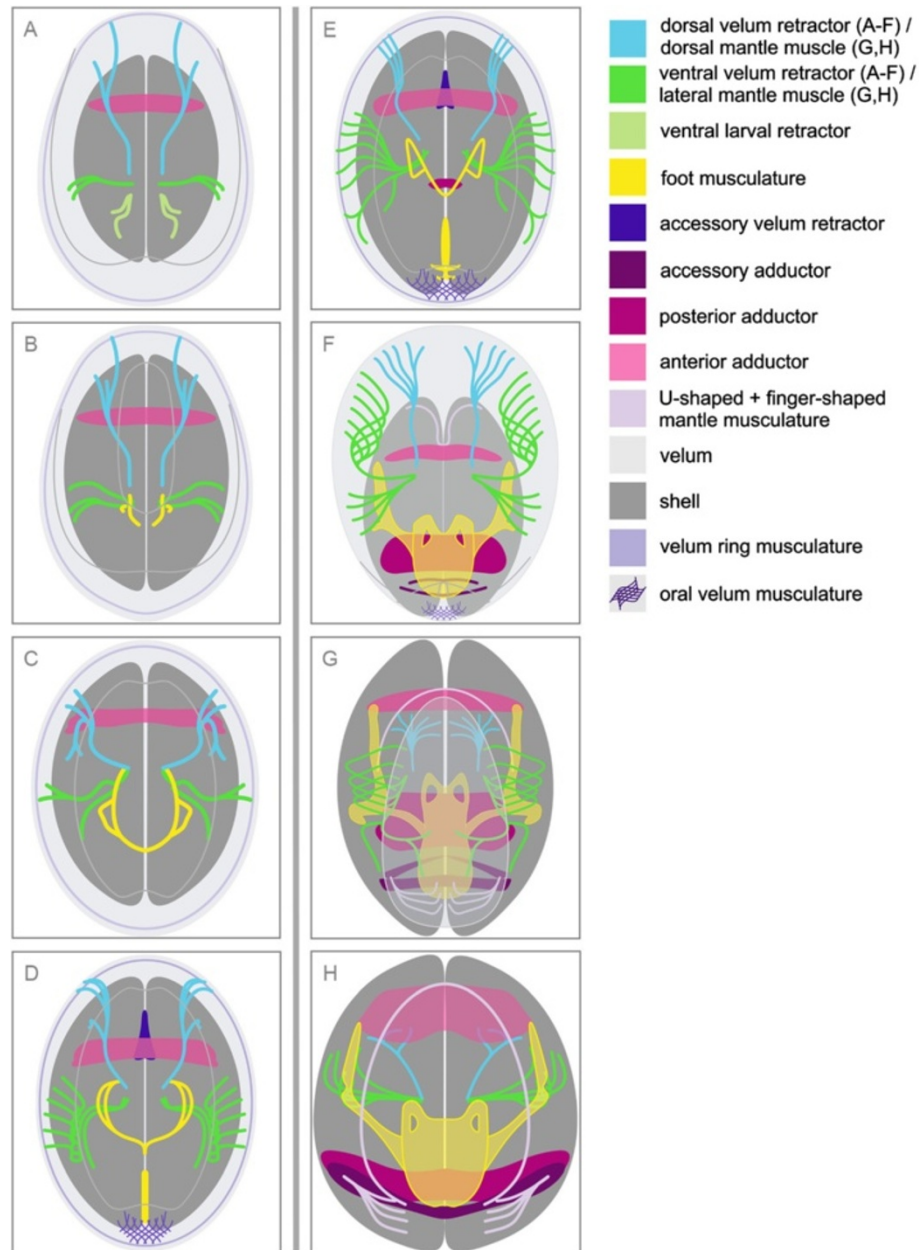 A
B
C
D
E
F
G
H
dorsal velum retractor (A-F) /
dorsal mantle muscle (G,H)
ventral velum retractor (A-F) /
lateral mantle muscle (G,H)
ventral larval retractor
foot musculature
accessory velum retractor
accessory adductor
posterior adductor
anterior adductor
U-shaped + finger-shaped
mantle musculature
velum
shell
velum ring musculature
oral velum musculature